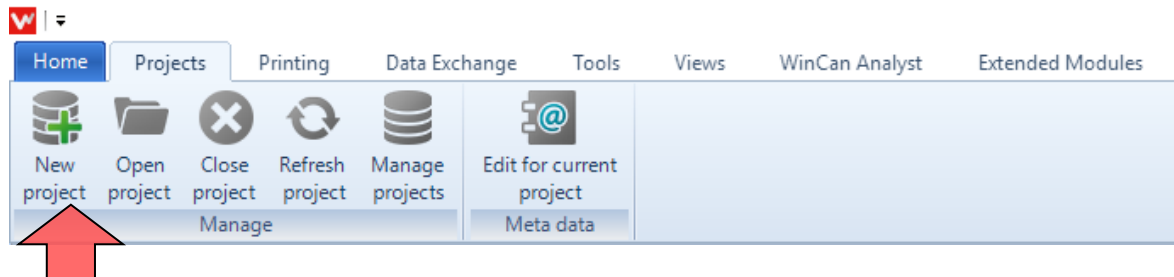 Home Projects Printing Data Exchange Tools Views WinCan Analyst Extended Modules
New Open Close Refresh Manage Edit for current
project project project project projects project
Manage Meta data